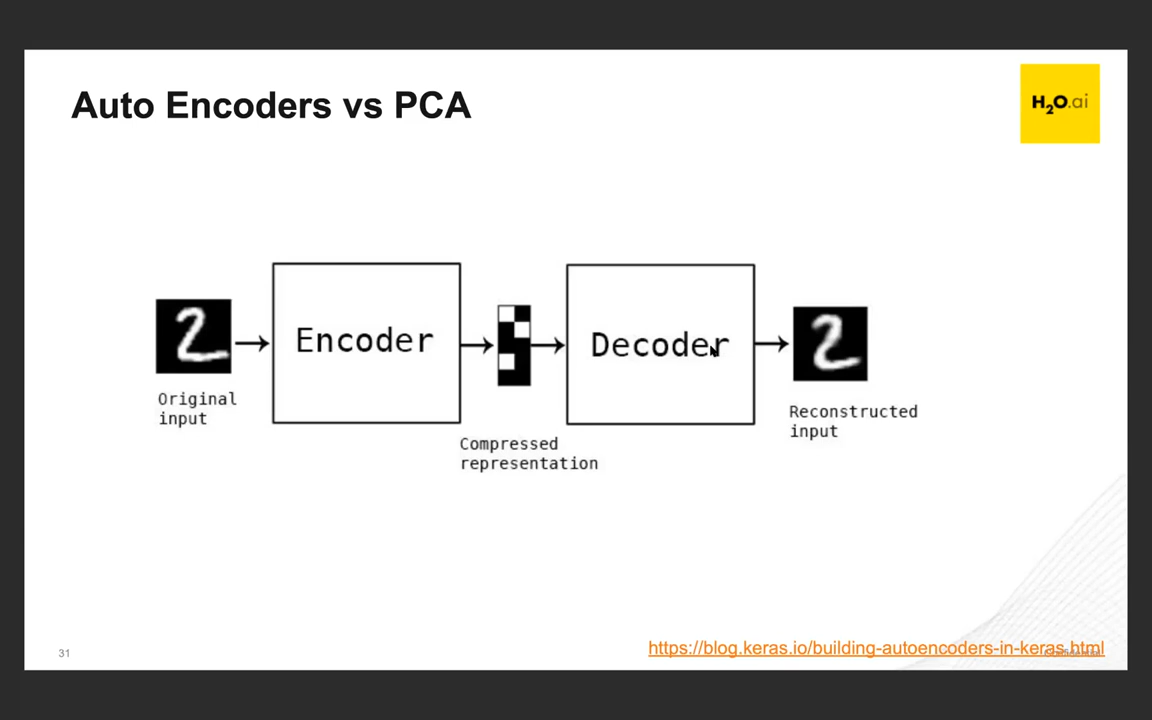 Auto Encoders vs PCA
H2O.ai
Encoder
Decoder
Original
input
Compressed
representation
Reconstructed
input
31
https://blog.keras.io/building-autoencoders-in-keras.html
Confidential